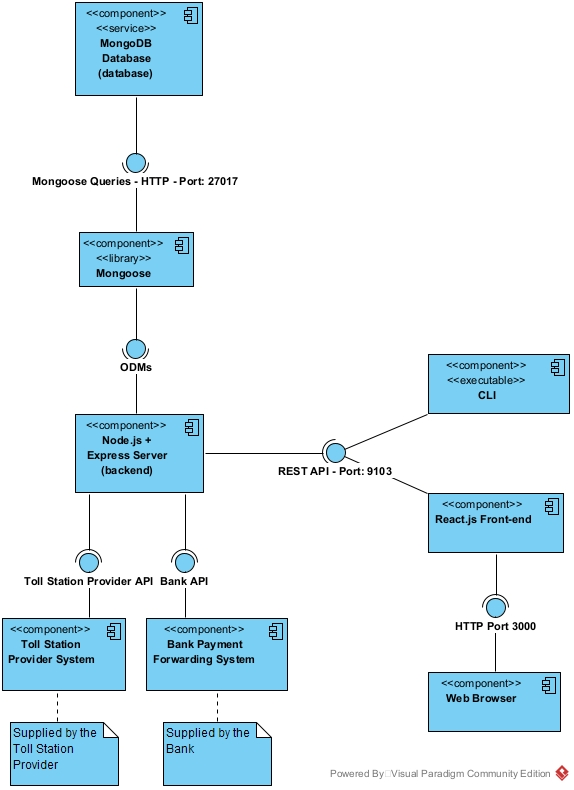 <<component>>
<<service>>
MongoDB
Database
(database)
Mongoose Queries - HTTP - Port: 27017
<<component>>
<<library>>
Mongoose
ODMs
<<component>>
Node.js +
Express Server
(backend)
REST API - Port: 9103
<<component>>
<<executable>>
CLI
<<component>>
React.js Front-end
HTTP Port 3000
<<component>>
Web Browser
Toll Station Provider API
Bank API
<<component>>
Toll Station
Provider System
<<component>>
Bank Payment
Forwarding System
Supplied by the
Toll Station
Provider
Supplied by the
Bank
Powered By Visual Paradigm Community Edition